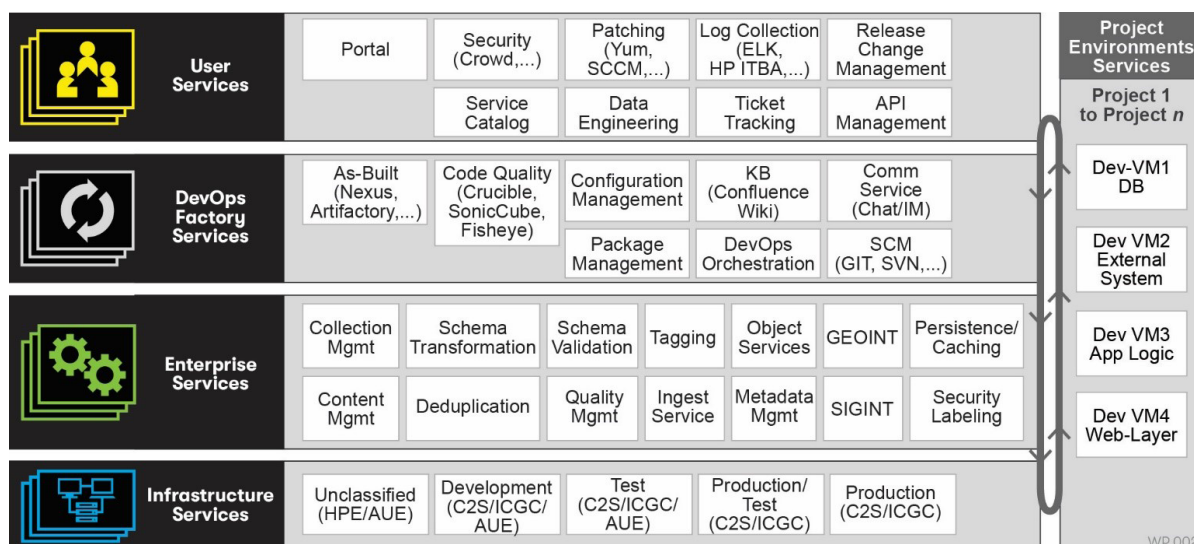 User
Services
Portal
Security
(Crowd,...)
Patching
(Yum,
SCCM,...)
Log Collection
(ELK,
HP ITBA,...)
Release
Change
Management
Service
Catalog
Data
Engineering
Ticket
Tracking
API
Management
DevOps
Factory
Services
As-Built
(Nexus,
Artifactory,...)
Code Quality
(Crucible,
SonicCube,
Fisheye)
Configuration
Management
KB
(Confluence
Wiki)
Comm
Service
(Chat/IM)
Package
Management
DevOps
Orchestration
SCM
(GIT, SVN,...)
Enterprise
Services
Collection
Mgmt
Schema
Transformation
Schema
Validation
Tagging
Object
Services
GEOINT
Persistence/
Caching
Content
Mgmt
Deduplication
Quality
Mgmt
Ingest
Service
Metadata
Mgmt
SIGINT
Security
Labeling
Infrastructure
Services
Unclassified
(HPE/AUE)
Development
(C2S/ICGC/
AUE)
Test
(C2S/ICGC/
AUE)
Production/
Test
(C2S/ICGC)
Production
(C2S/ICGC)
Project
Environments
Services
Project 1
to Project n
Dev-VM1
DB
Dev VM2
External
System
Dev VM3
App Logic
Dev VM4
Web-Layer
WP 002